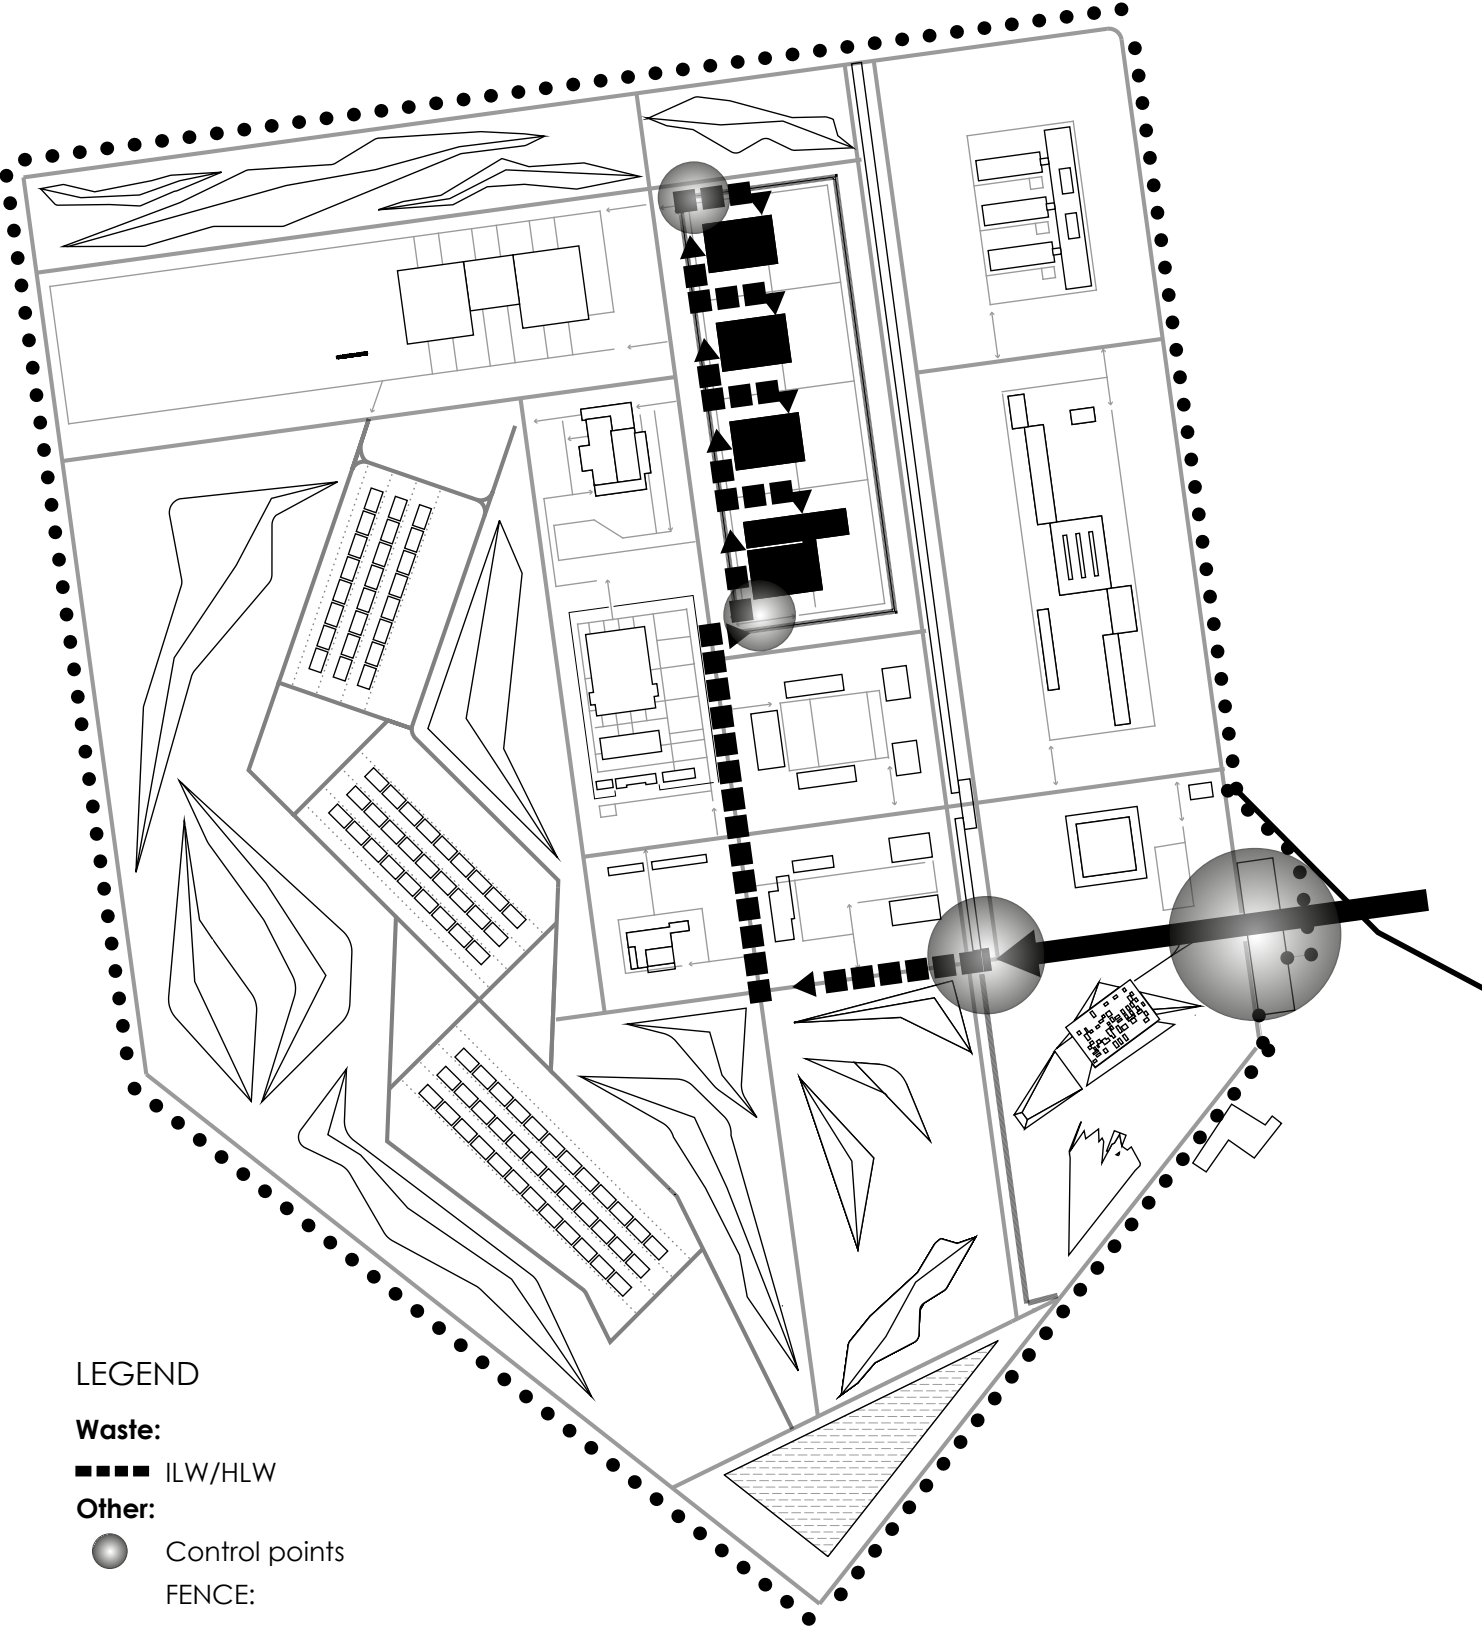 LEGEND
Waste:
ILW/HLW
Other:
Control points
FENCE: